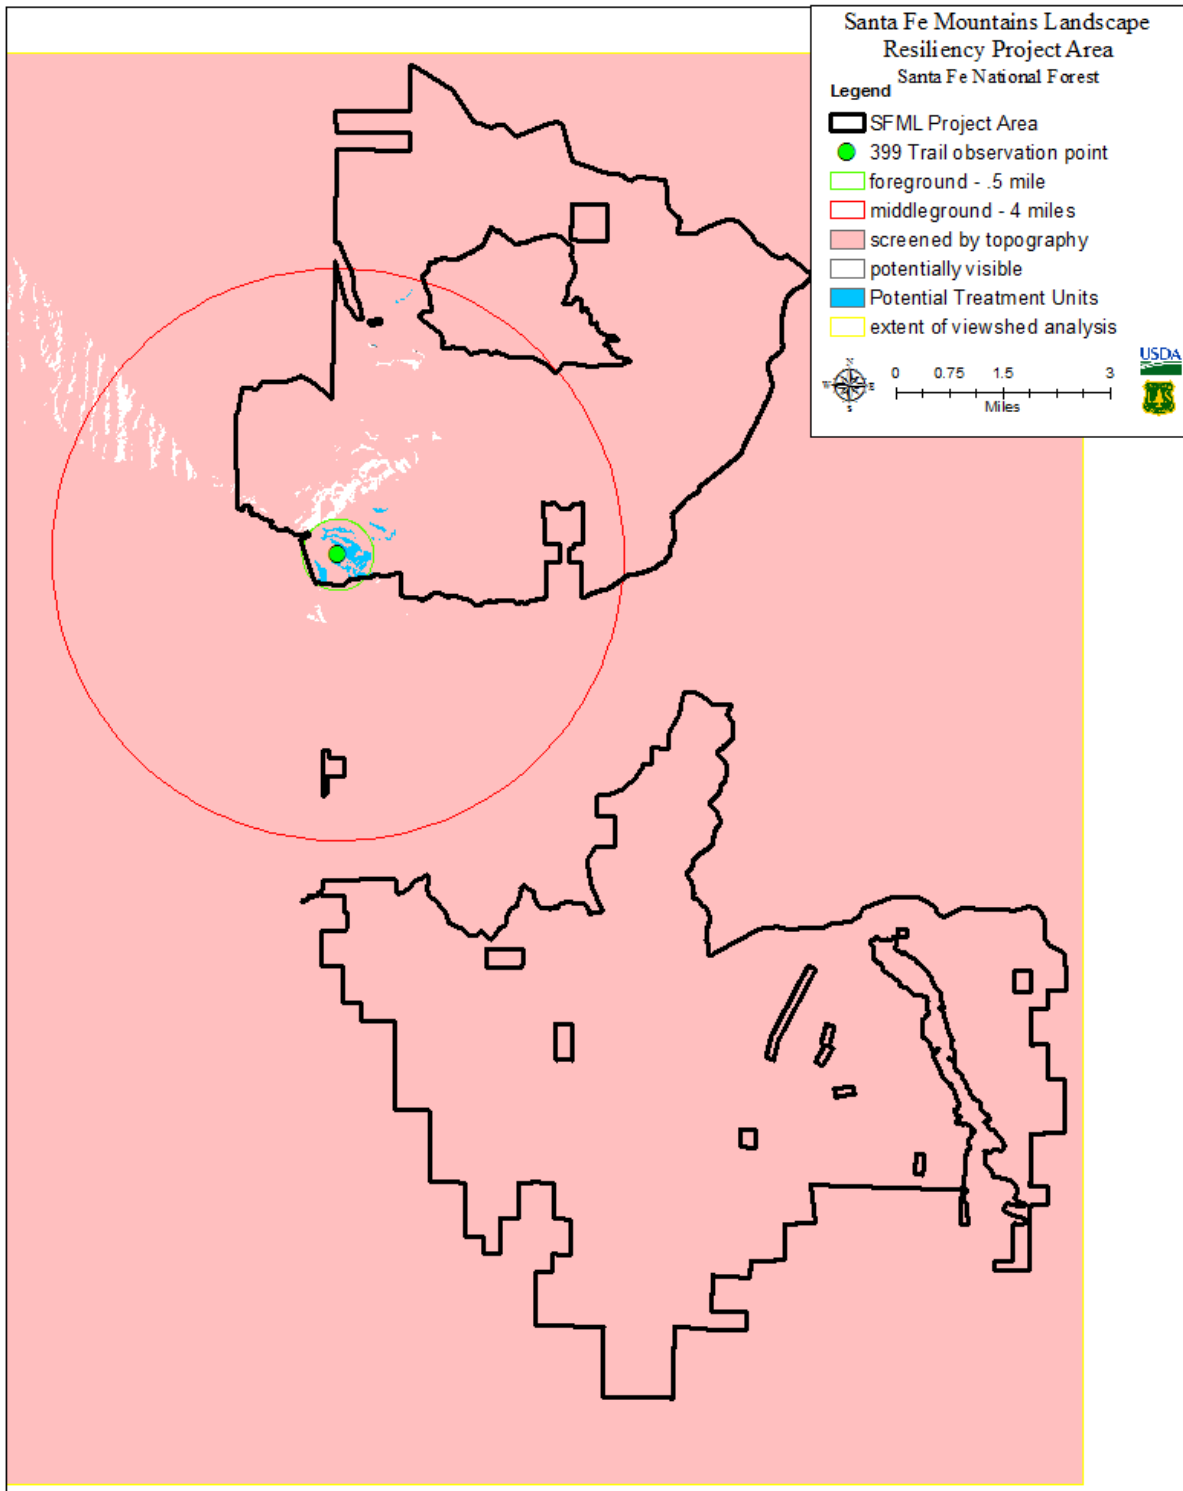 Santa Fe Mountains Landscape
Resiliency Project Area
Santa Fe National Forest
Legend
SFML Project Area
399 Trail observation point
foreground - .5 mile
middleground - 4 miles
screened by topography
potentially visible
Potential Treatment Units
extent of viewshed analysis
N
W E
S
0 0.75 1.5 3
Miles
USDA